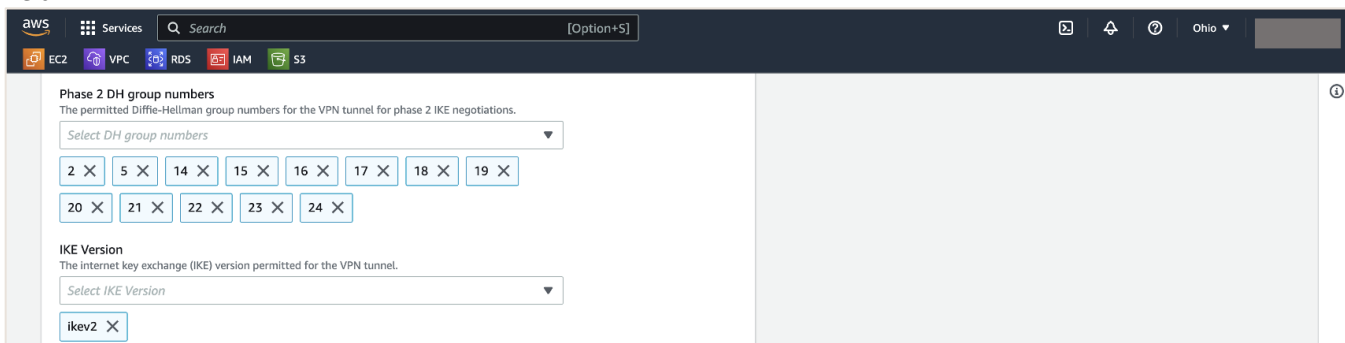 aws Services Search [Option+S] Ohio
EC2 VPC RDS IAM S3
Phase 2 DH group numbers
The permitted Diffie-Hellman group numbers for the VPN tunnel for phase 2 IKE negotiations.
Select DH group numbers
2 5 14 15 16 17 18 19
20 21 22 23 24
IKE Version
The internet key exchange (IKE) version permitted for the VPN tunnel.
Select IKE Version
ikev2